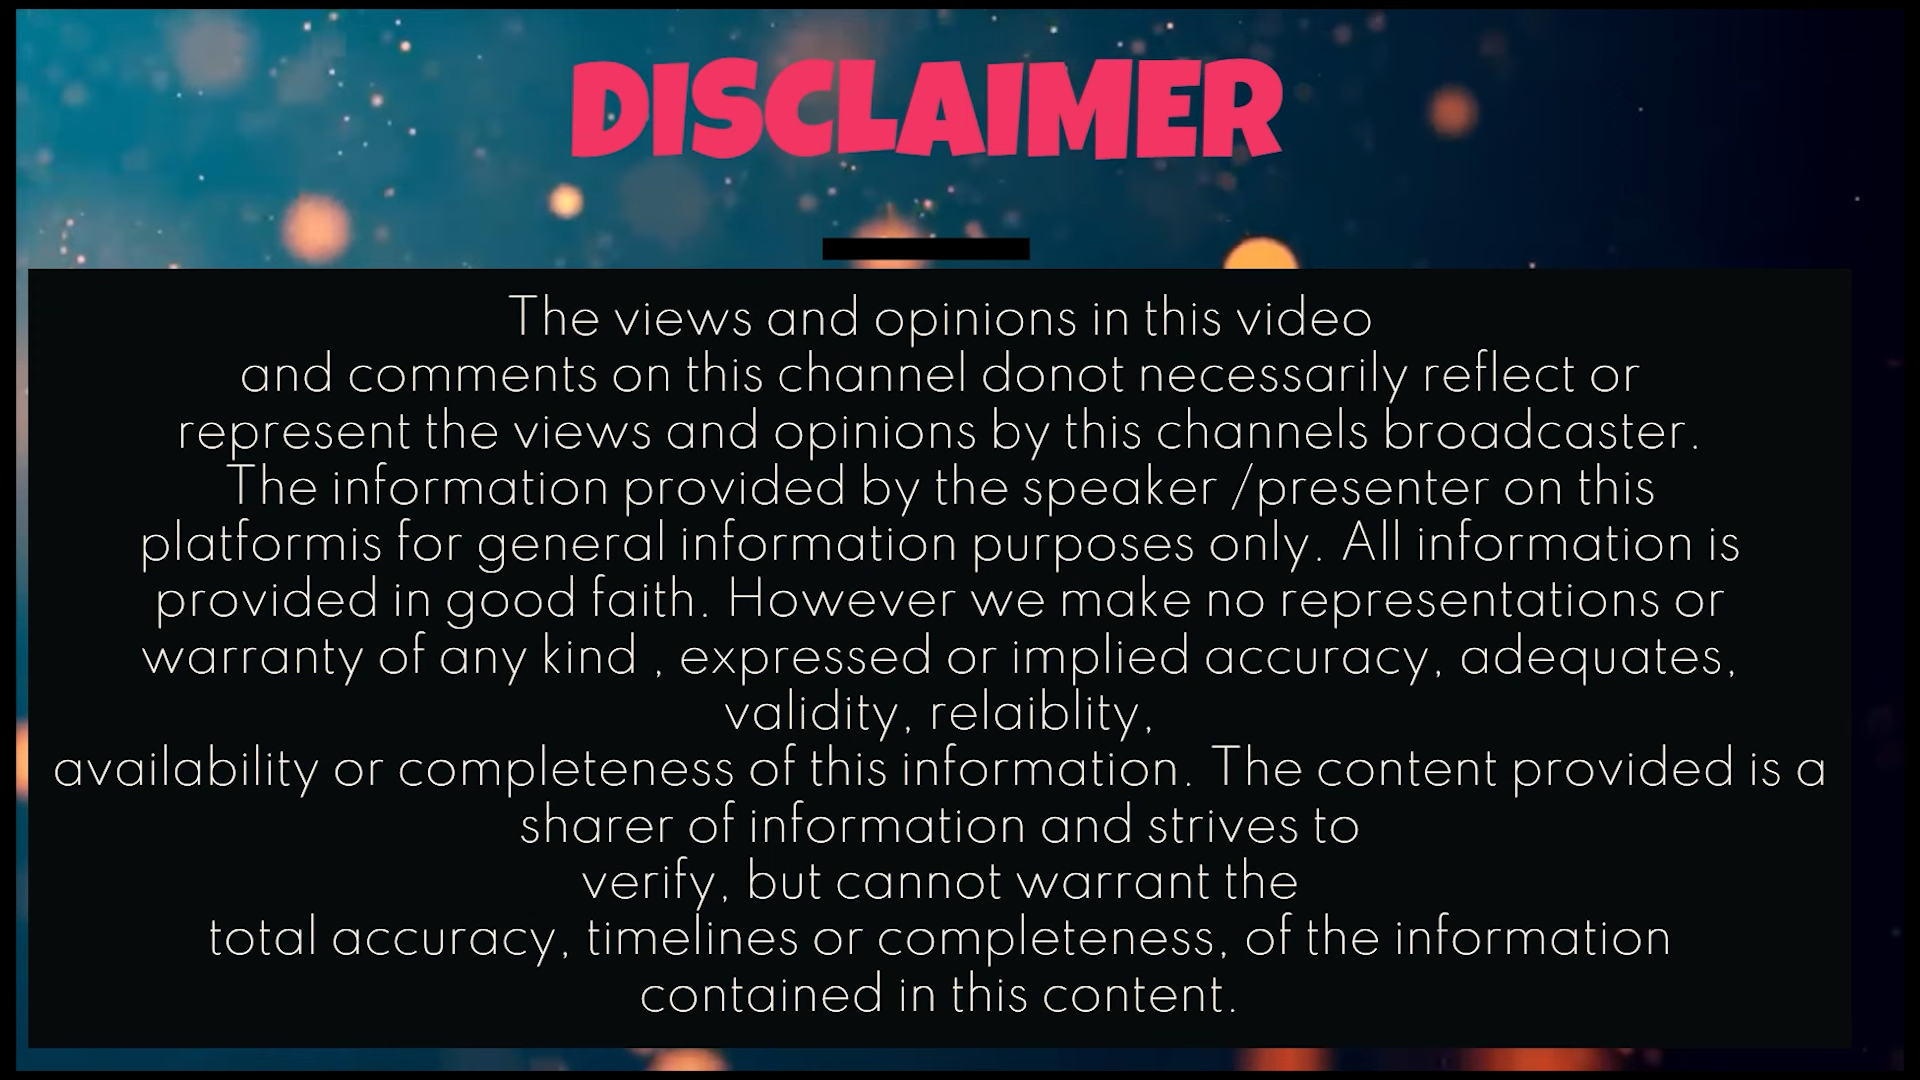 DISCLAIMER
The views and opinions in this video
and comments on this channel donot necessarily reflect or
represent the views and opinions by this channels broadcaster.
The information provided by the speaker /presenter on this
platformis for general information purposes only. All information is
provided in good faith. However we make no representations or
warranty of any kind , expressed or implied accuracy, adequates,
validity, relaiblity,
availability or completeness of this information. The content provided is a
sharer of information and strives to
verify, but cannot warrant the
total accuracy, timelines or completeness, of the information
contained in this content.